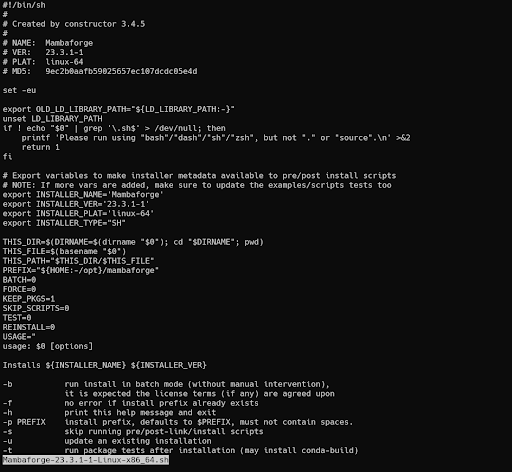 #!/bin/sh
#
# Created by constructor 3.4.5
#
# NAME:  Mambaforge
# VER:   23.3.1-1
# PLAT:  linux-64
# MD5:   9ec2b0aafb59025657ec107dcdc05e4d

set -eu

export OLD_LD_LIBRARY_PATH="${LD_LIBRARY_PATH:-}"
unset LD_LIBRARY_PATH
if ! echo "$0" | grep '\.sh$' > /dev/null; then
    printf 'Please run using "bash"/"dash"/"sh"/"zsh", but not "." or "source".\n' >&2
    return 1
fi

# Export variables to make installer metadata available to pre/post install scripts
# NOTE: If more vars are added, make sure to update the examples/scripts tests too
export INSTALLER_NAME='Mambaforge'
export INSTALLER_VER='23.3.1-1'
export INSTALLER_PLAT='linux-64'
export INSTALLER_TYPE="SH"

THIS_DIR=$(DIRNAME=$(dirname "$0"); cd "$DIRNAME"; pwd)
THIS_FILE=$(basename "$0")
THIS_PATH="$THIS_DIR/$THIS_FILE"
PREFIX="${HOME:-/opt}/mambaforge"
BATCH=0
FORCE=0
KEEP_PKGS=1
SKIP_SCRIPTS=0
TEST=0
REINSTALL=0
USAGE="
usage: $0 [options]

Installs ${INSTALLER_NAME} ${INSTALLER_VER}

-b           run install in batch mode (without manual intervention),
             it is expected the license terms (if any) are agreed upon
-f           no error if install prefix already exists
-h           print this help message and exit
-p PREFIX    install prefix, defaults to $PREFIX, must not contain spaces.
-s           skip running pre/post-link/install scripts
-u           update an existing installation
-t           run package tests after installation (may install conda-build)
Mambaforge-23.3.1-1-Linux-x86_64.sh